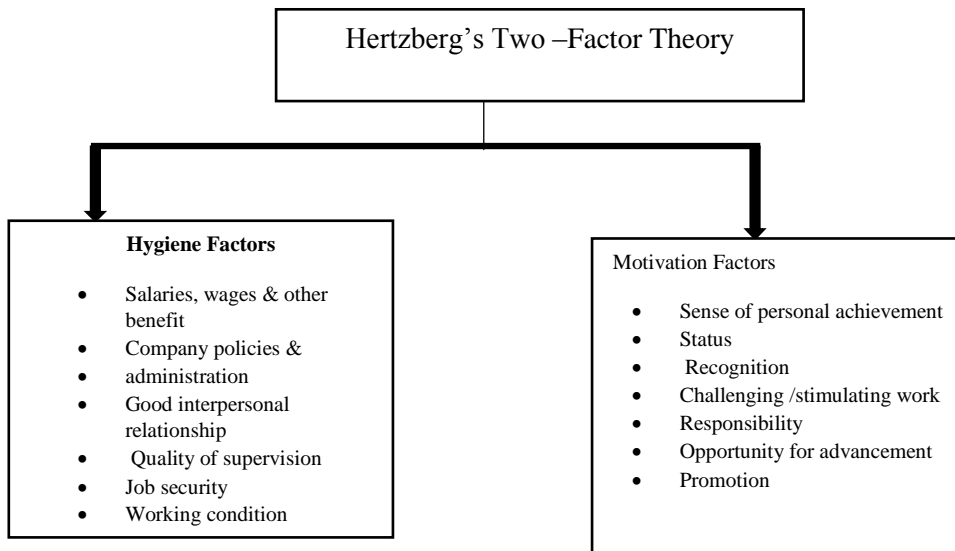 Hertzberg's Two –Factor Theory
Hygiene Factors
• Salaries, wages & other
benefit
• Company policies &
• administration
• Good interpersonal
relationship
• Quality of supervision
• Job security
• Working condition
Motivation Factors
• Sense of personal achievement
• Status
• Recognition
• Challenging /stimulating work
• Responsibility
• Opportunity for advancement
• Promotion